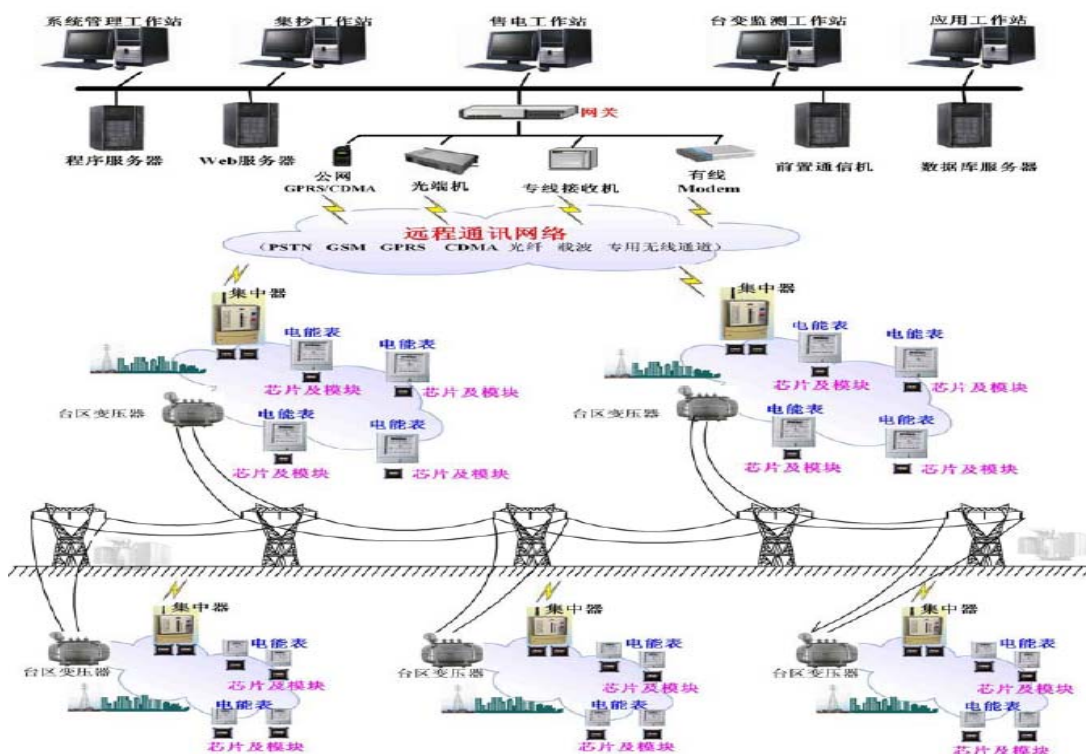 系统管理工作站
集抄工作站
售电工作站
台变监测工作站
应用工作站
网关
程序服务器
Web服务器
公网
GPRS/CDMA
光端机
专线接收机
有线
Modem
前置通信机
数据库服务器
远程通讯网络
（PSTN GSM GPRS CDMA 光纤 载波 专用无线通道）
集中器
电能表
电能表
芯片及模块
芯片及模块
台区变压器
电能表
电能表
芯片及模块
芯片及模块
集中器
电能表
电能表
芯片及模块
芯片及模块
台区变压器
电能表
电能表
芯片及模块
芯片及模块
集中器
电能表
台区变压器
芯片及模块
电能表
芯片及模块
集中器
电能表
台区变压器
芯片及模块
电能表
芯片及模块
集中器
电能表
台区变压器
芯片及模块
电能表
芯片及模块